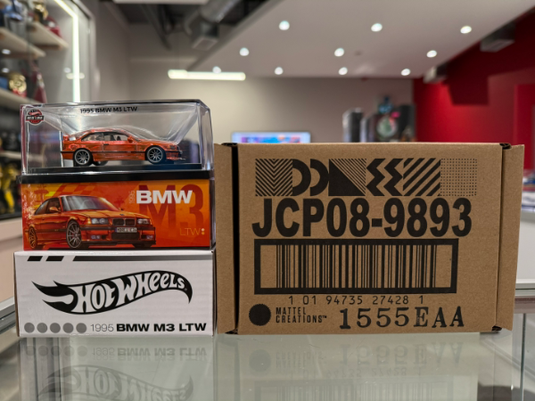 1995 BMW M3 LTW
BMW
M3
LTW
HOT WHEELS
1995 BMW M3 LTW
JCP08-9893
1 01 94735 27428 1
MATTEL
CREATIONS™
1555EAA